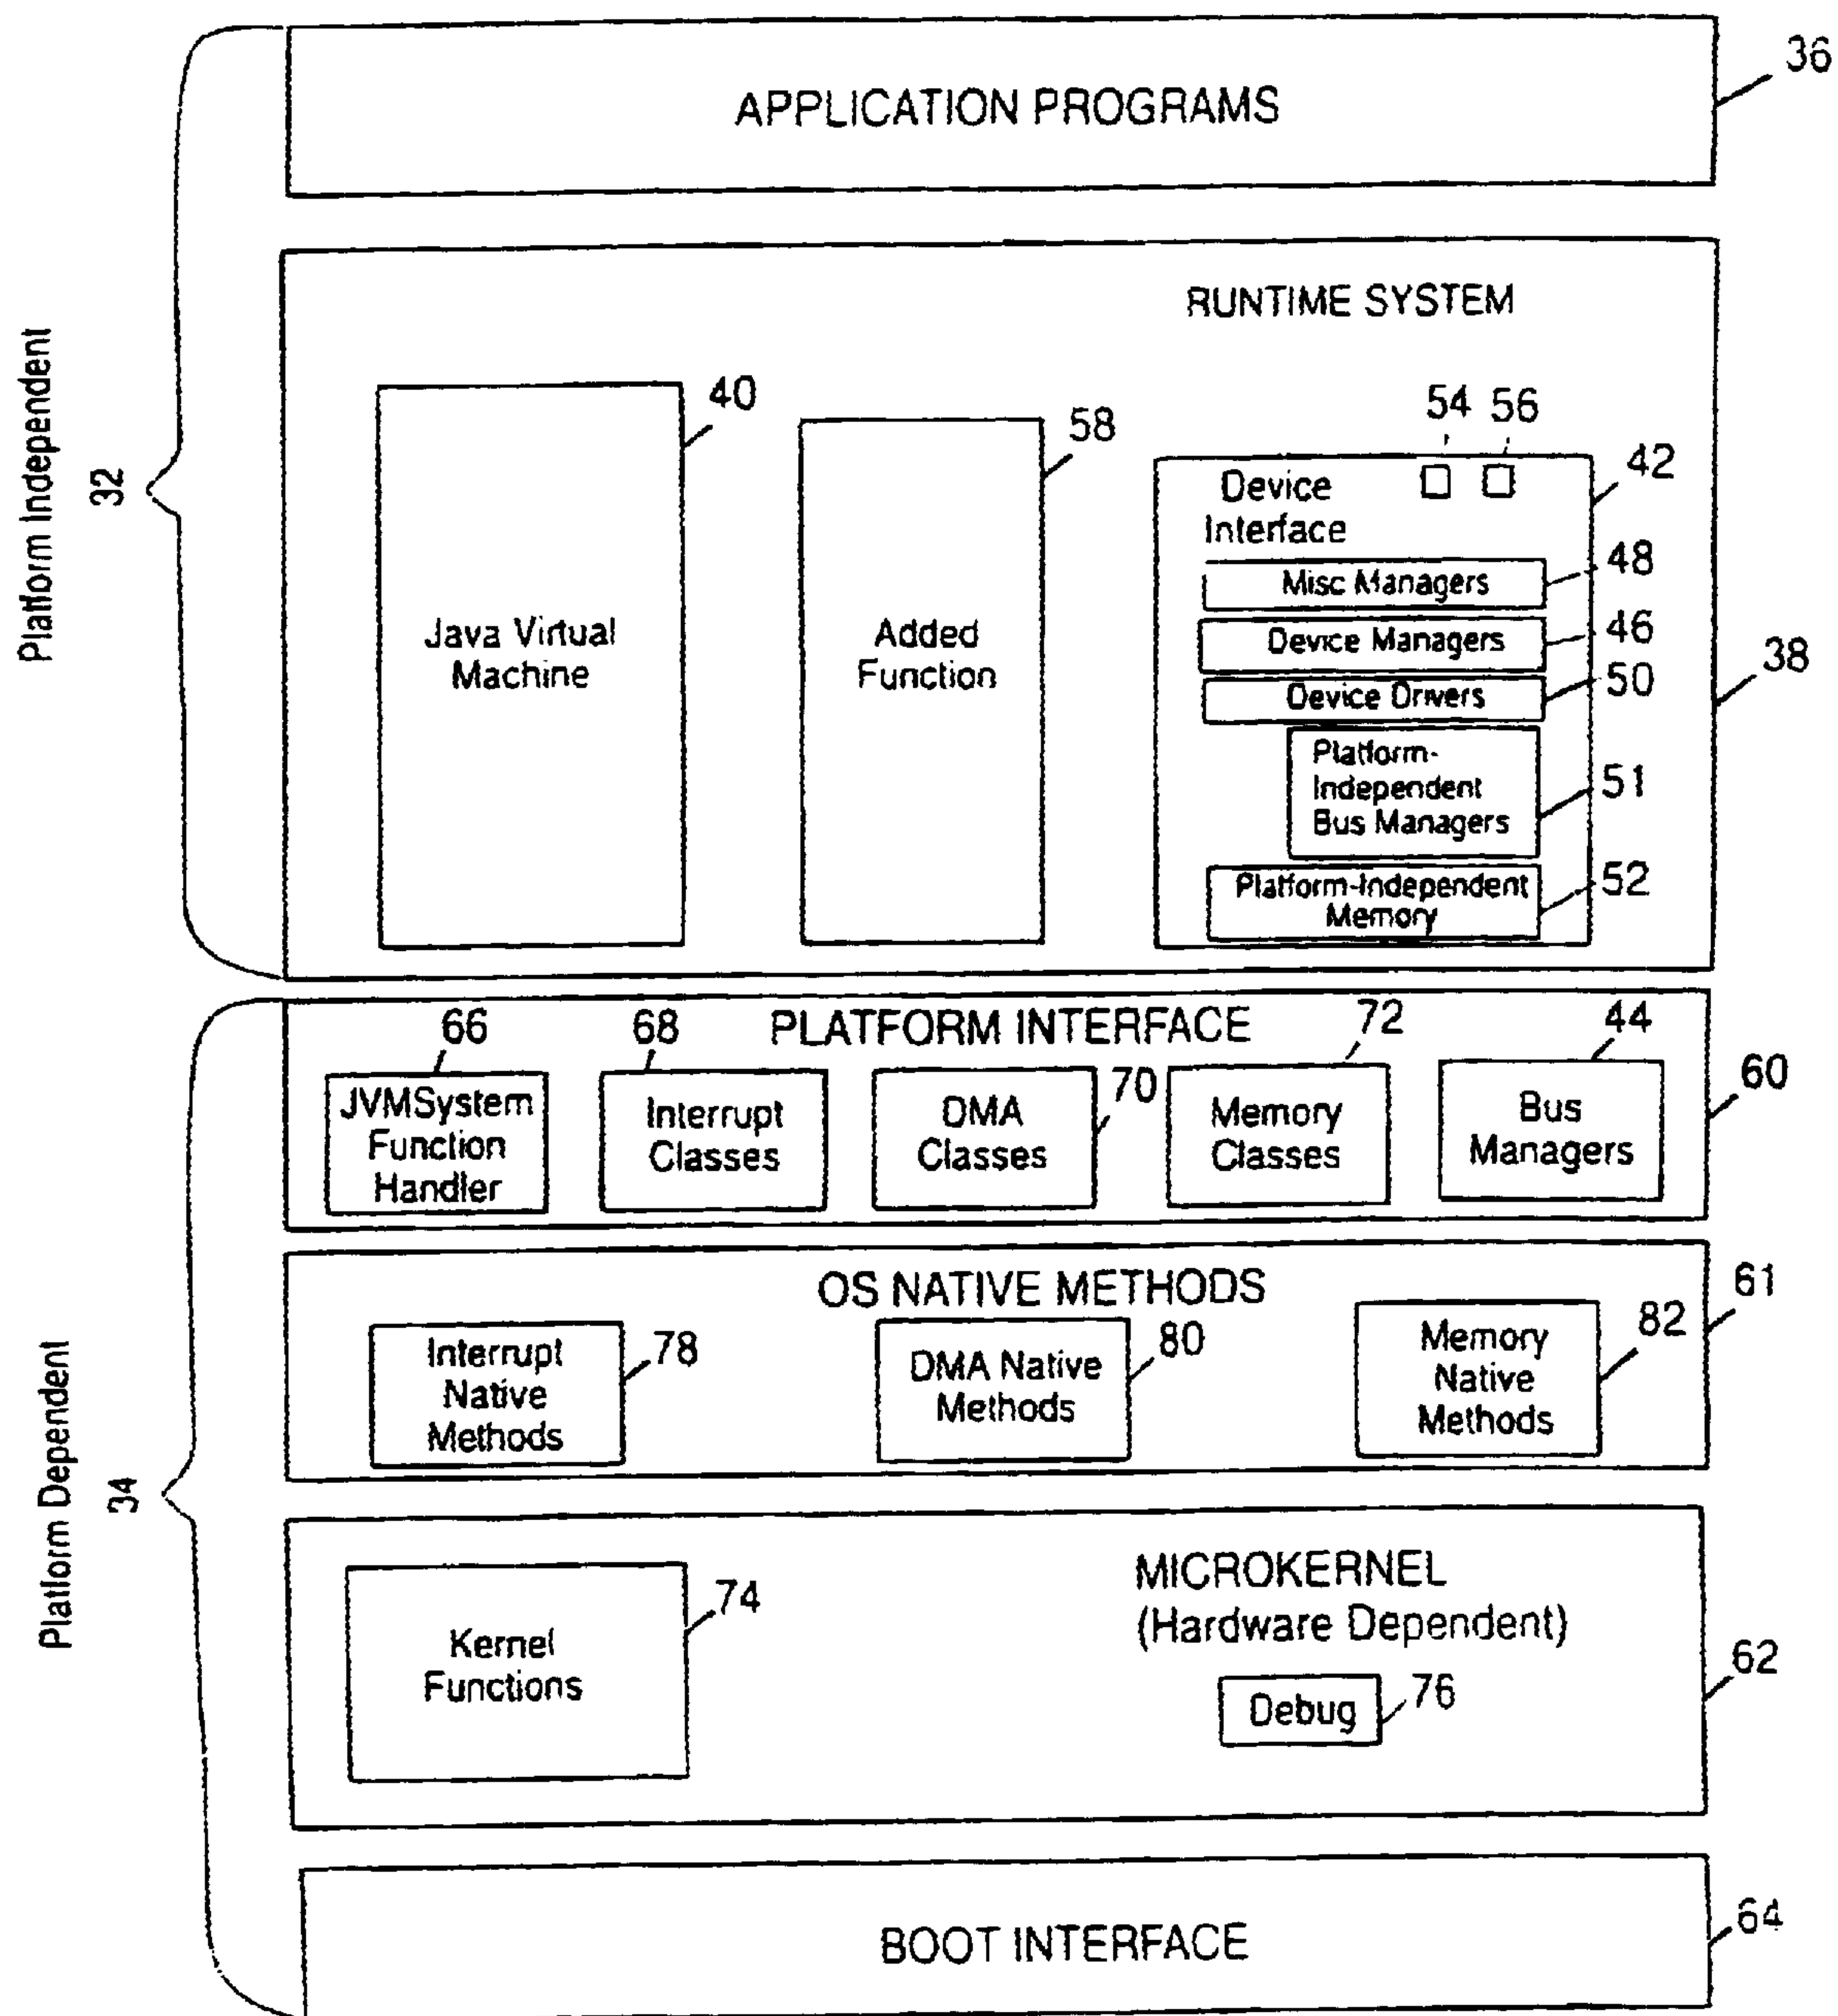 36
APPLICATION PROGRAMS
Platform Independent
32
RUNTIME SYSTEM
40
58
54 56
42
Device
Interface
48
Misc Managers
46
Device Managers
50
Device Drivers
38
Java Virtual
Machine
Added
Function
Platform-
Independent
Bus Managers
51
Platform-Independent
Memory
52
Platform Dependent
34
66
68
PLATFORM INTERFACE
72
44
60
JVMSystem
Function
Handler
Interrupt
Classes
DMA
Classes
70
Memory
Classes
Bus
Managers
OS NATIVE METHODS
61
Interrupt
Native
Methods
78
DMA Native
Methods
80
Memory
Native
Methods
82
MICROKERNEL
(Hardware Dependent)
74
Kernel
Functions
62
Debug
76
BOOT INTERFACE
64